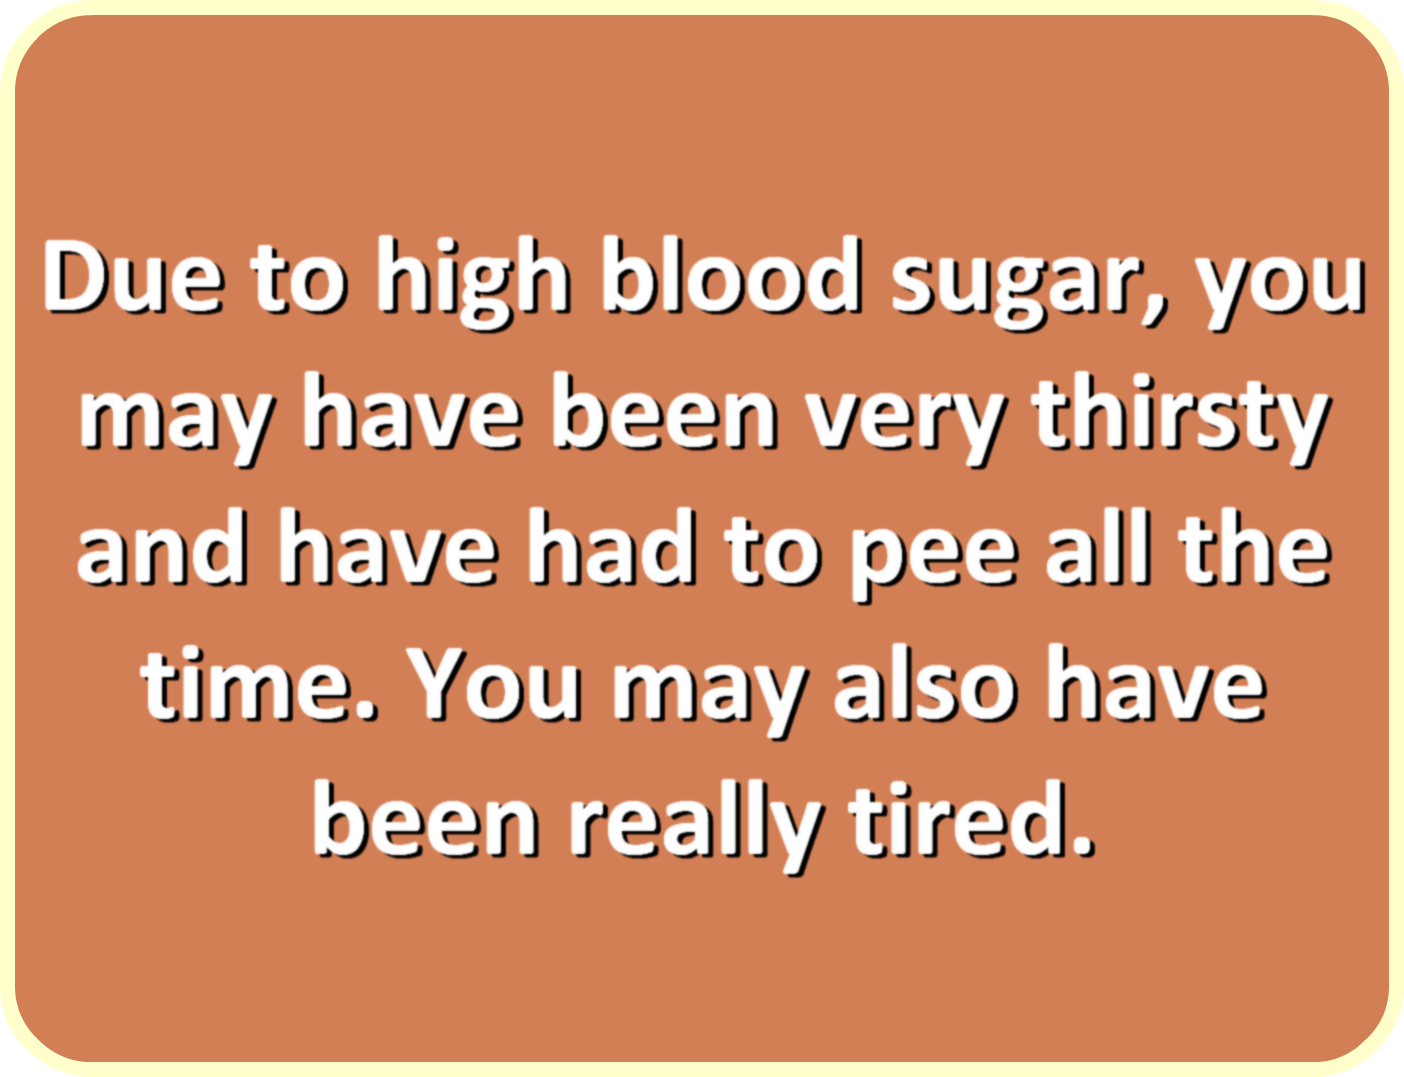 Due to high blood sugar, you
may have been very thirsty
and have had to pee all the
time. You may also have
been really tired.